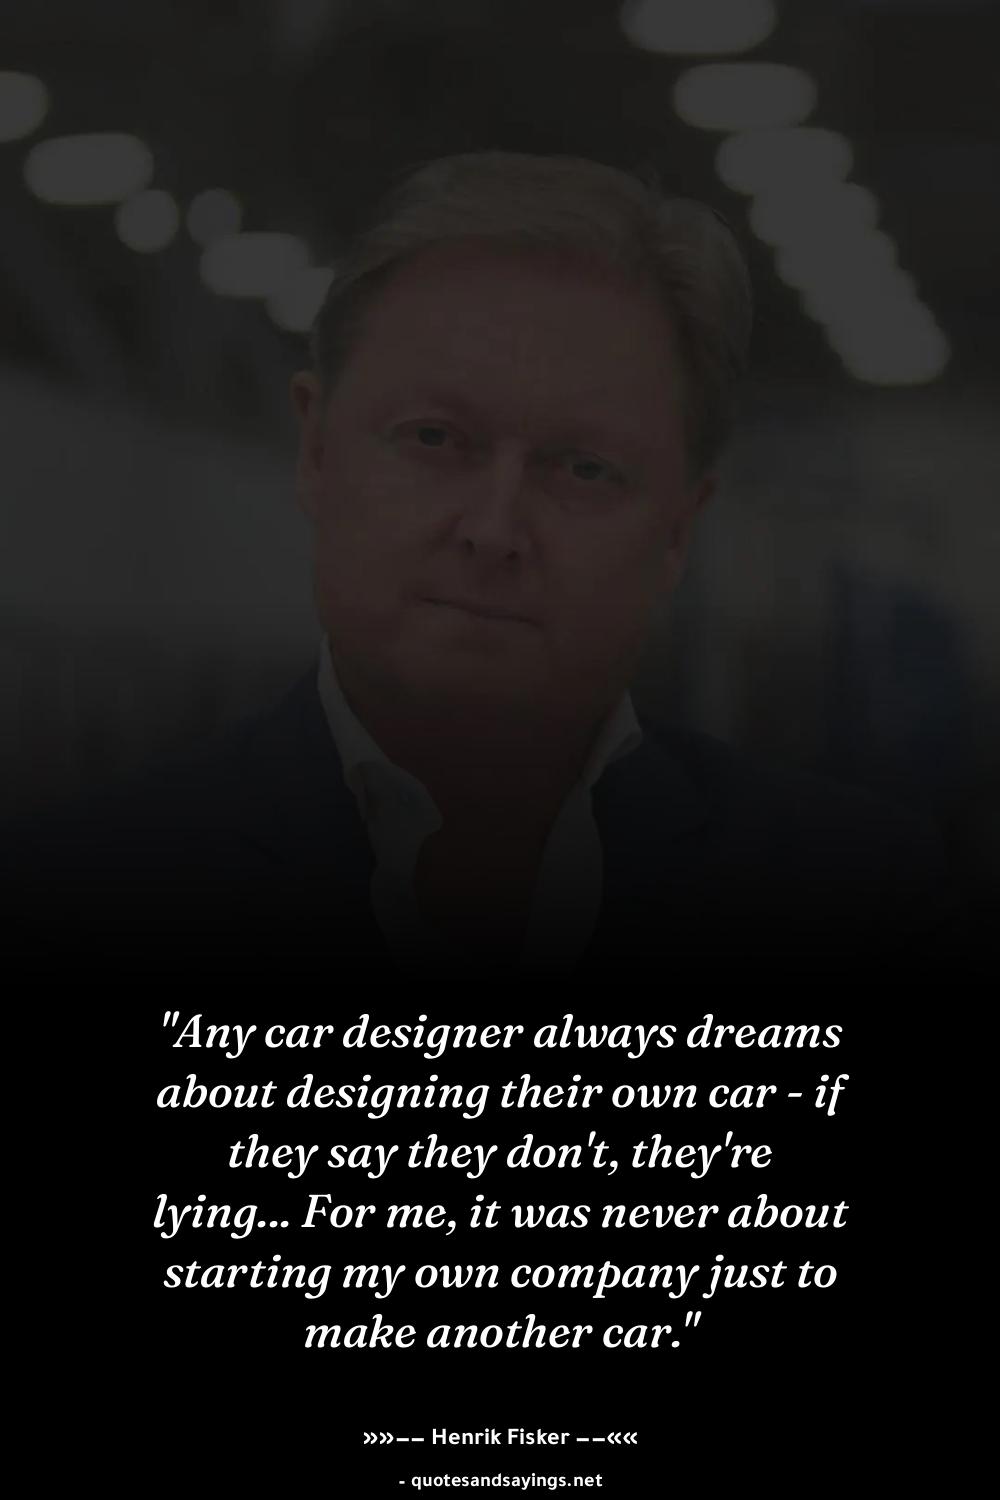 "Any car designer always dreams
about designing their own car - if
they say they don't, they're
lying... For me, it was never about
starting my own company just to
make another car."
»»−− Henrik Fisker −−««
- quotesandsayings.net